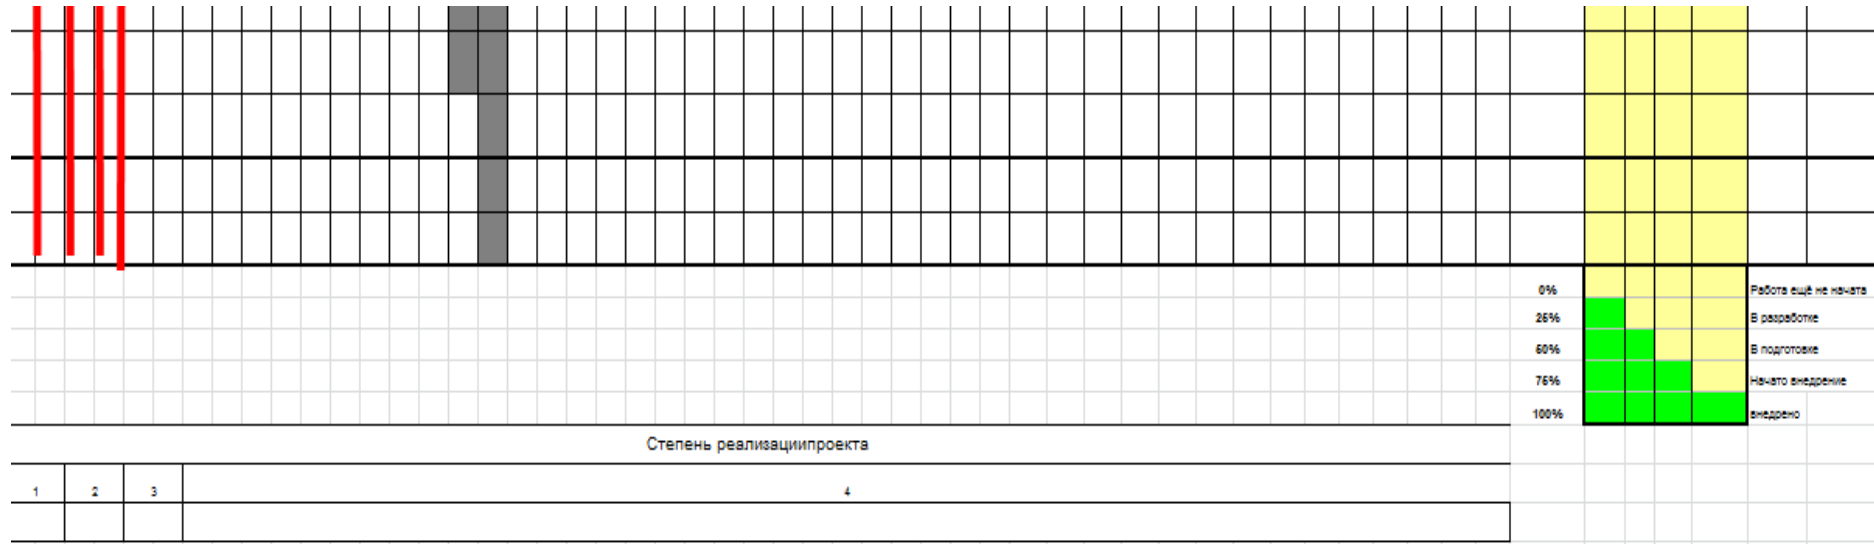 0% Работа ещё не начата
25% В разработке
50% В подготовке
75% Начато внедрение
100% внедрено
Степень реализациипроекта
1 2 3 4